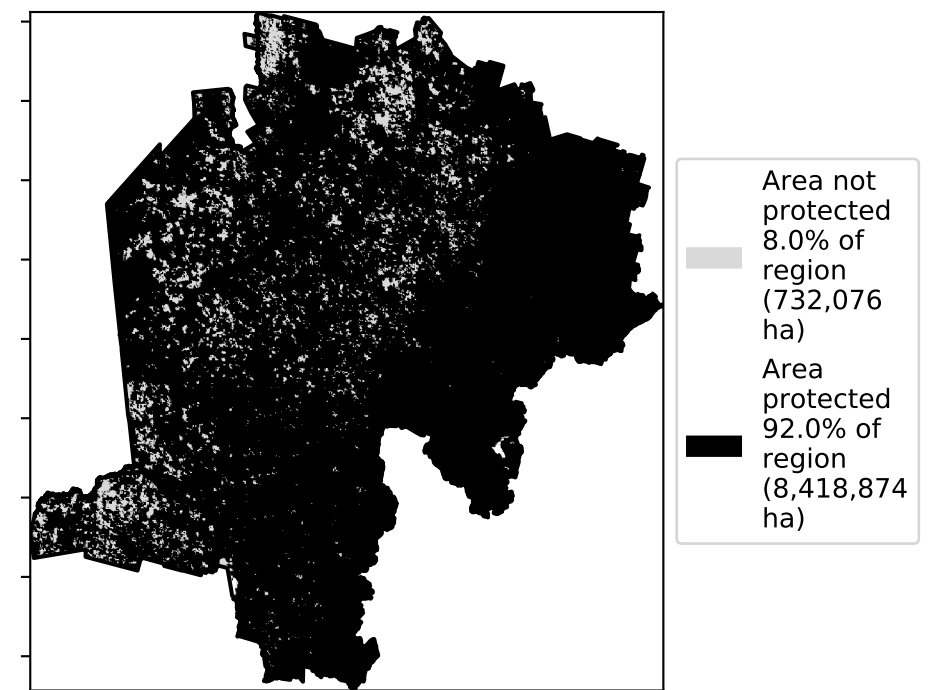 Area not
protected
8.0% of
region
(732,076
ha)
Area
protected
92.0% of
region
(8,418,874
ha)